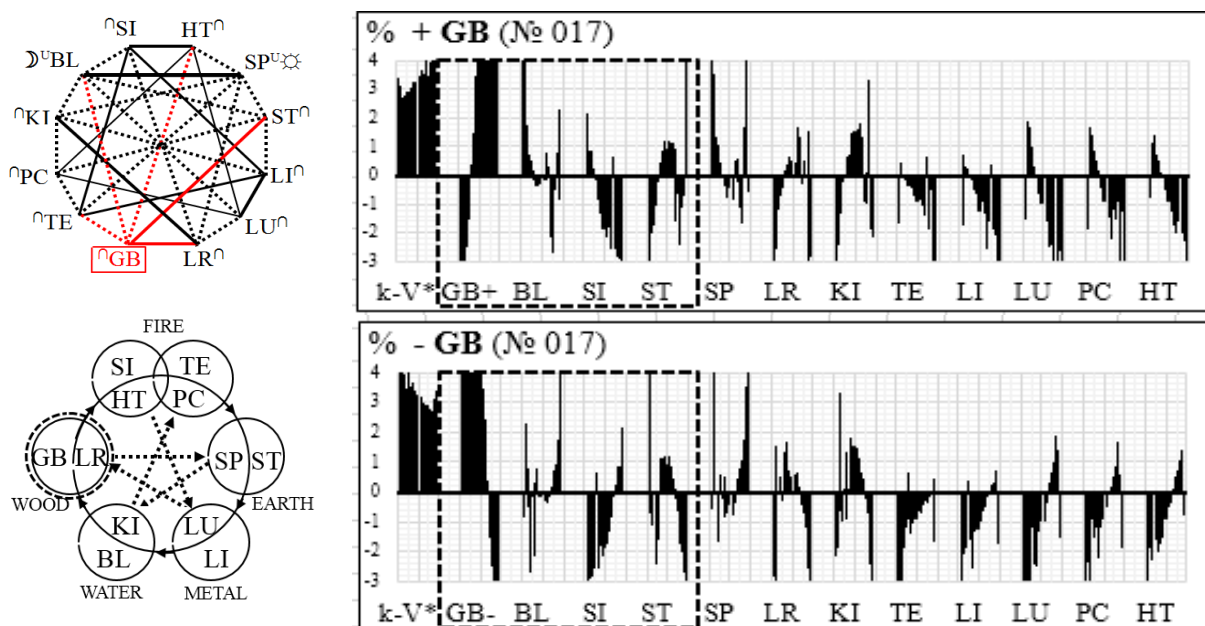 ∩SI HT∩
☽ᵁBL SPᵁ☼
∩KI ST∩
∩PC LI∩
∩TE LU∩
∩GB LR∩
% + GB (№ 017)
4
3
2
1
0
-1
-2
-3
k-V* GB+ BL SI ST SP LR KI TE LI LU PC HT
FIRE
SI TE
HT PC
GB LR SP ST
WOOD EARTH
KI LU
BL LI
WATER METAL
% - GB (№ 017)
4
3
2
1
0
-1
-2
-3
k-V* GB- BL SI ST SP LR KI TE LI LU PC HT